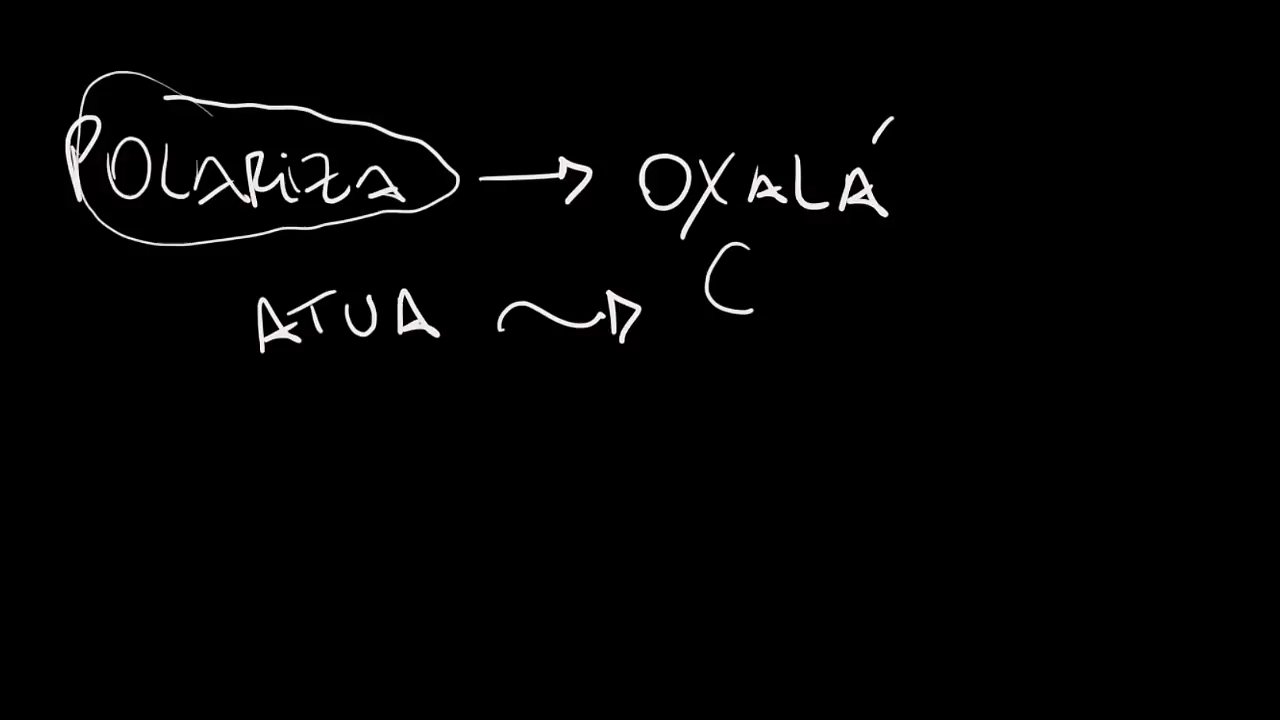 POLARIZA → OXALÁ
ATUA → C